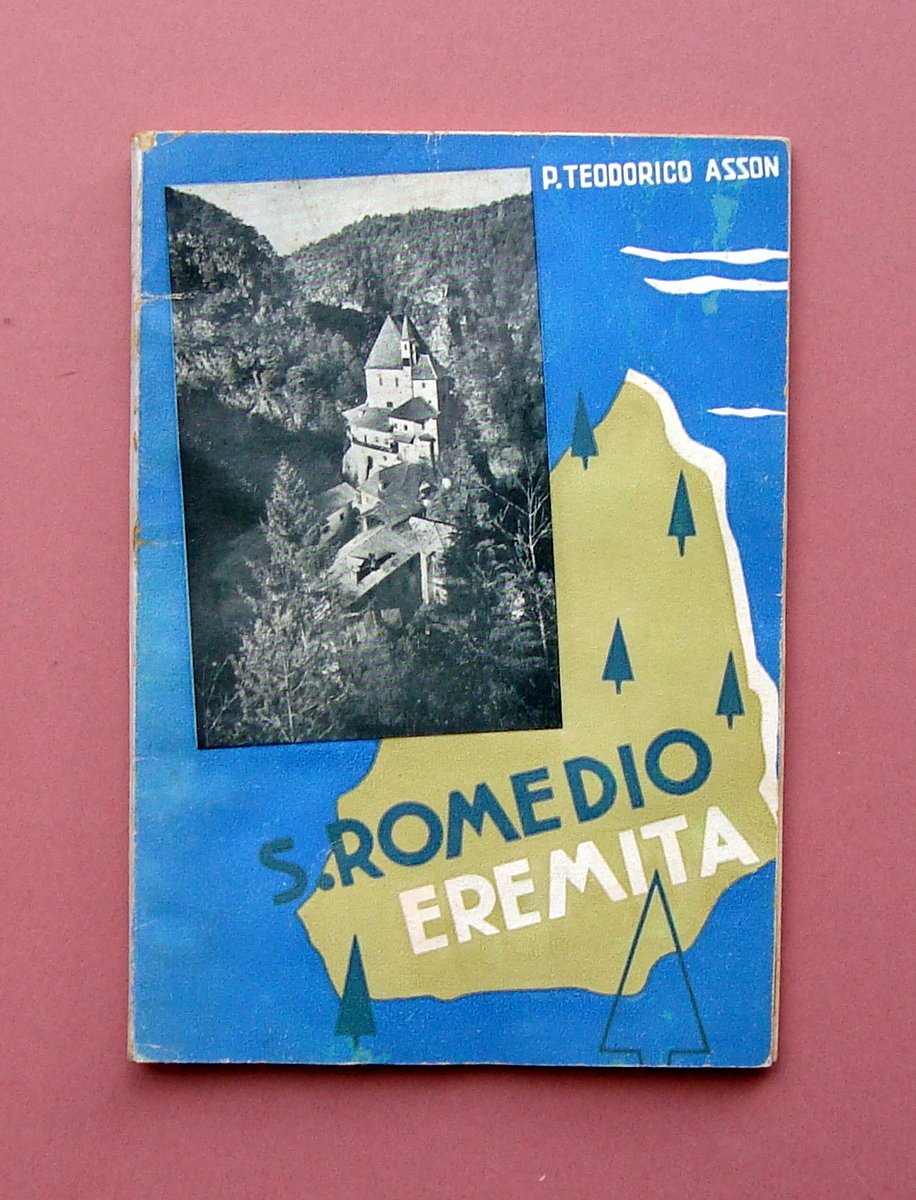 P. TEODORICO ASSON
S. ROMEDIO
EREMITA